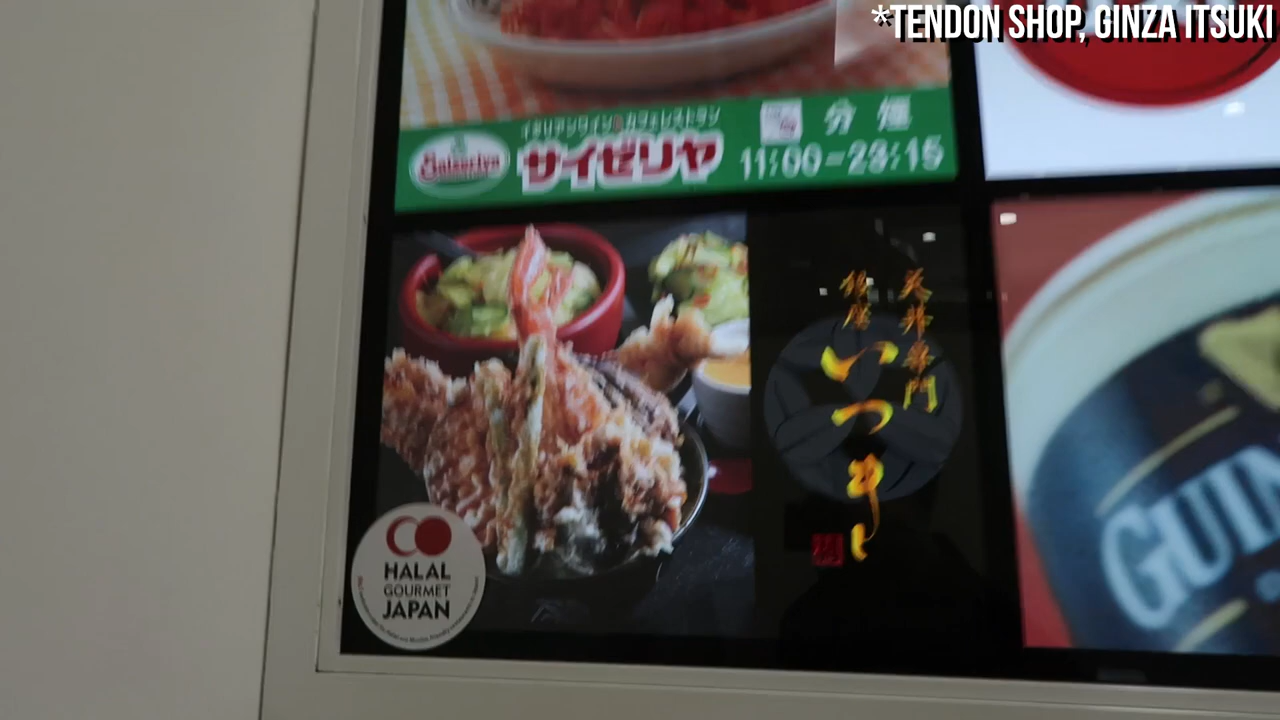 *TENDON SHOP, GINZA ITSUKI
イタリアンワイン&カフェレストラン
Saizeriya
サイゼリヤ
分煙
11:00-23:15
天丼専門
銀座
いつき
HALAL
GOURMET
JAPAN
GUIN